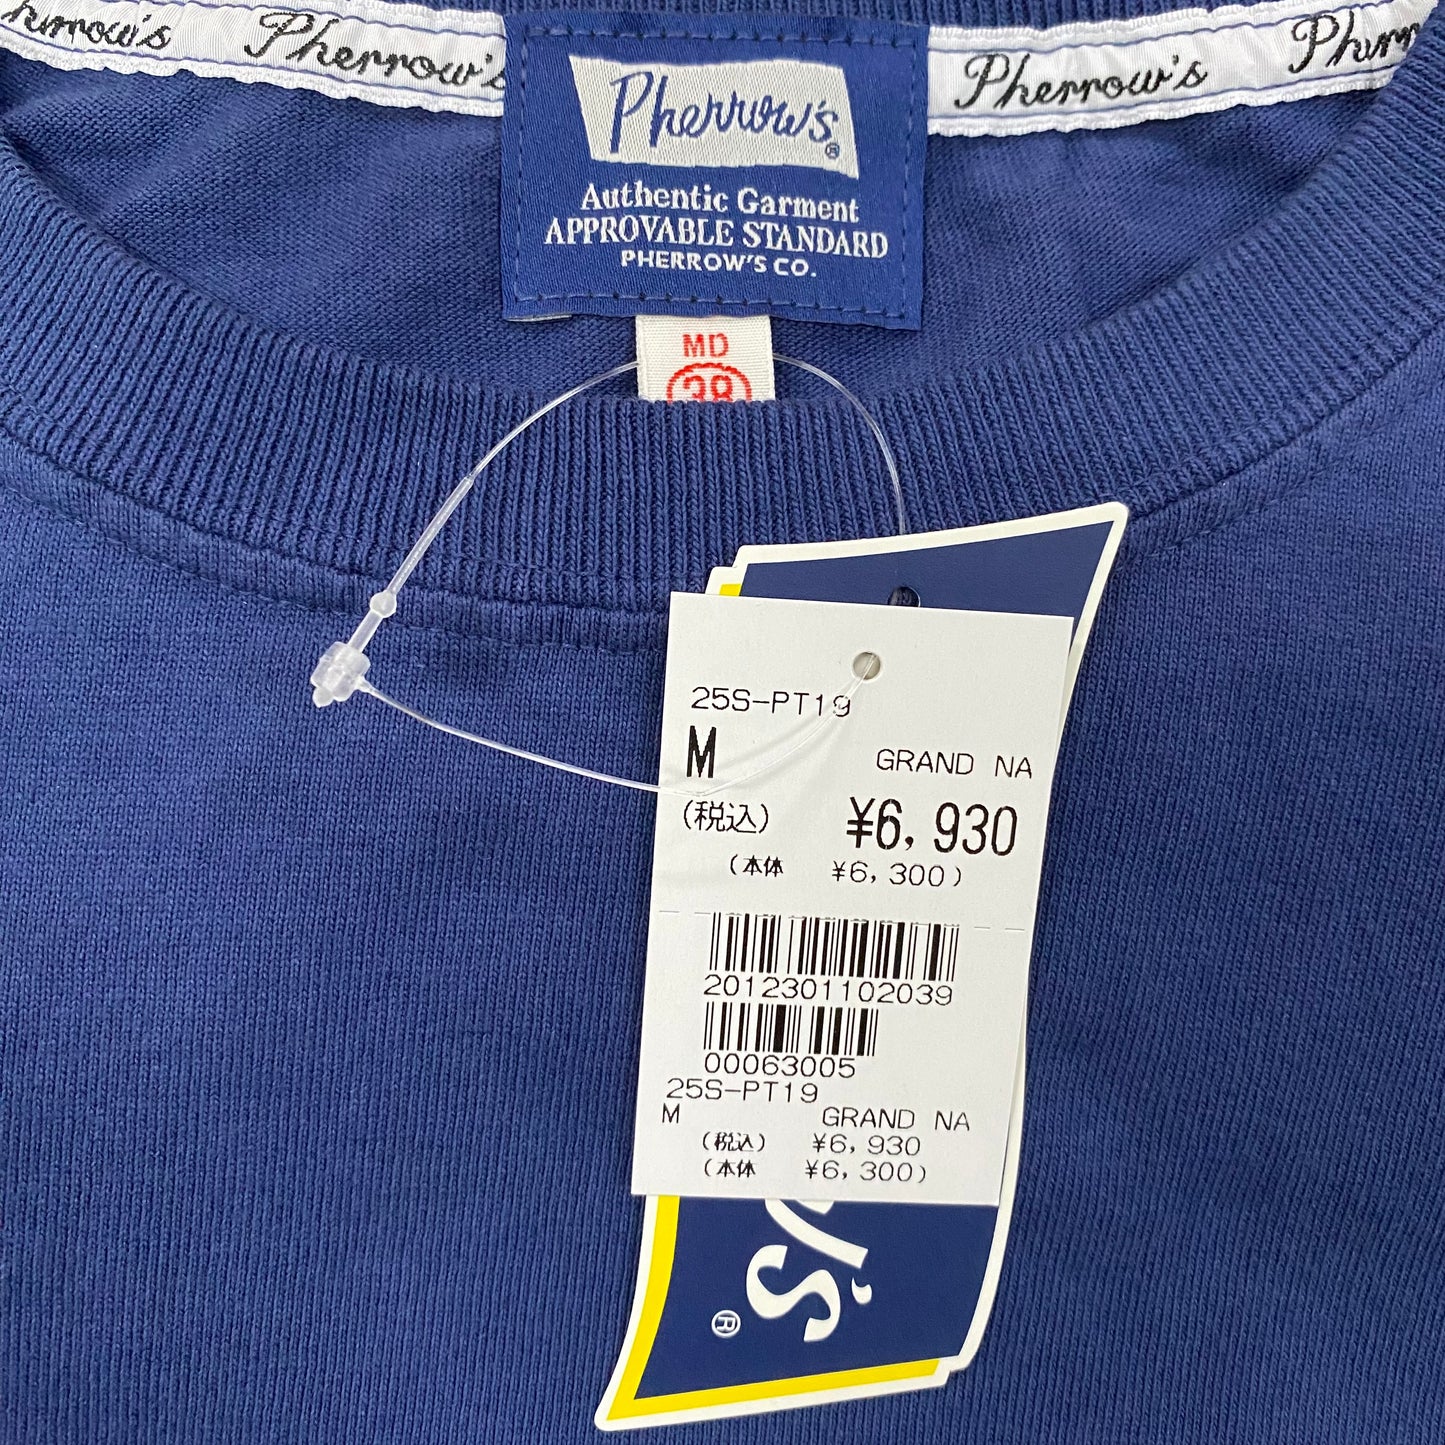 Pherrow's Pherrow's Pherrow's
Pherrow's®
Authentic Garment
APPROVABLE STANDARD
PHERROW'S CO.
MD
38
25S-PT19
M GRAND NA
(税込) ¥6,930
(本体 ¥6,300)
2012301102039
00063005
25S-PT19
M GRAND NA
(税込) ¥6,930
(本体 ¥6,300)
's
®